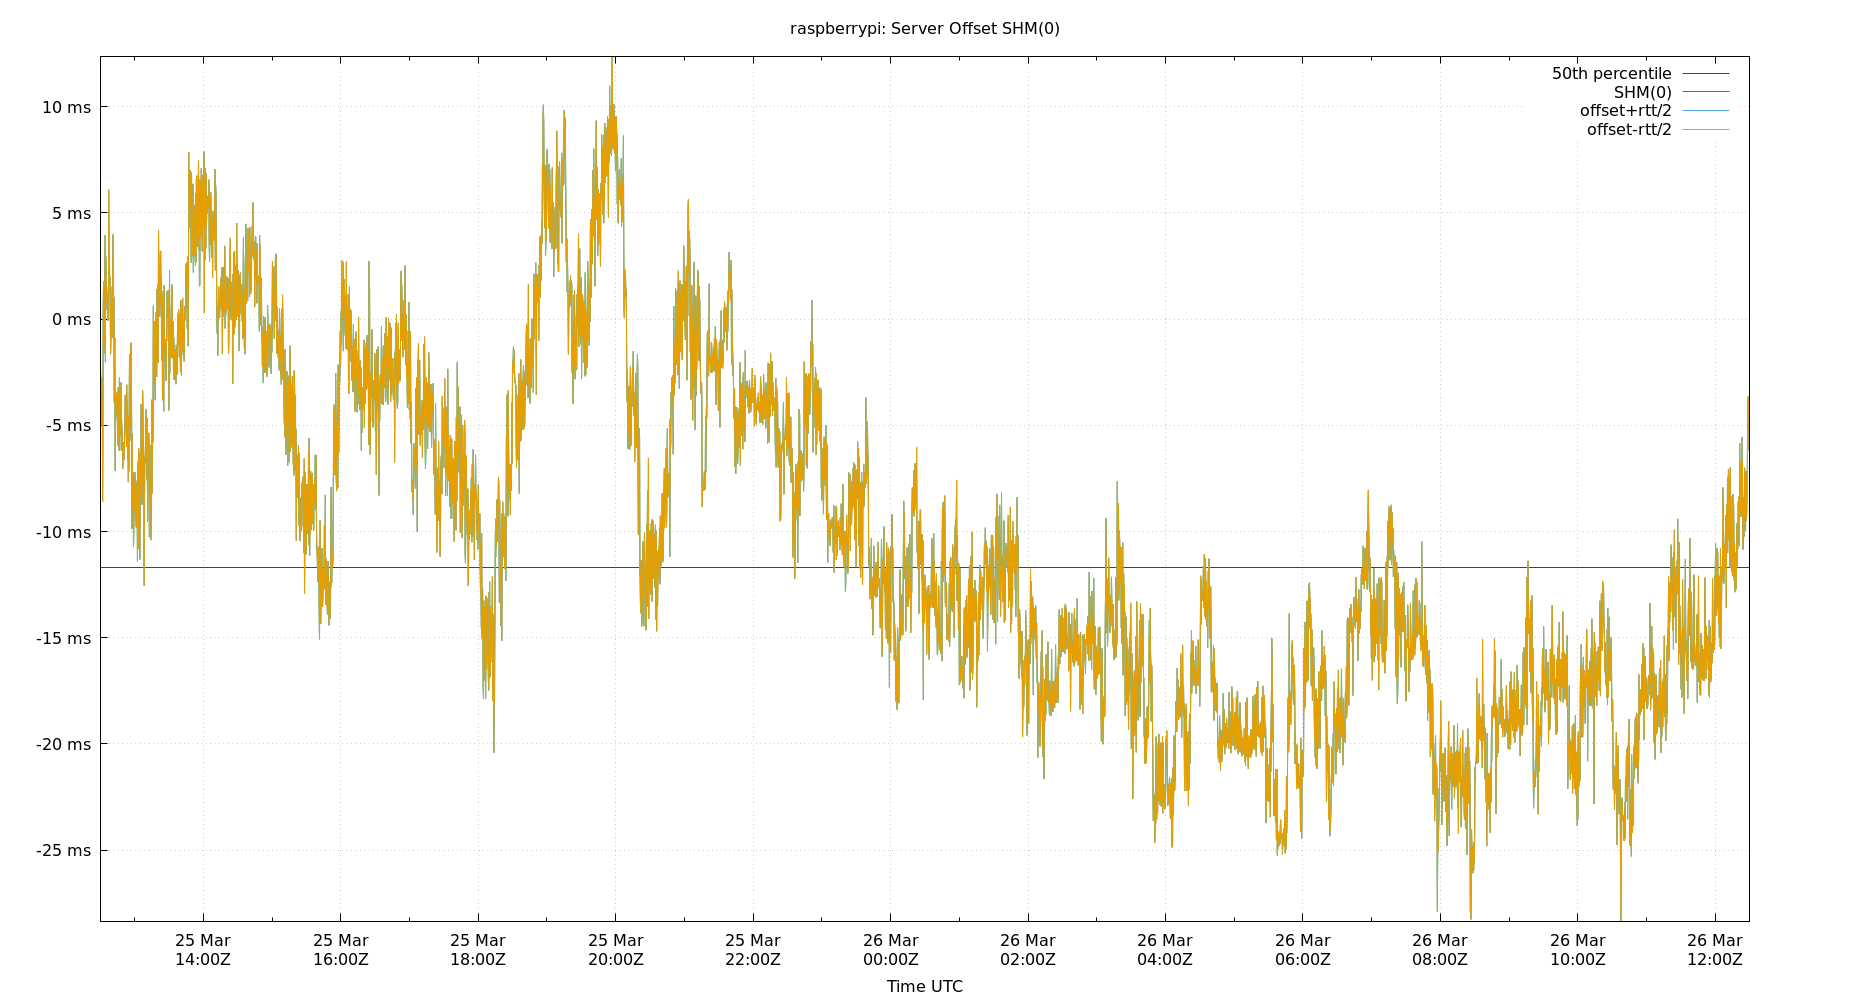 raspberrypi: Server Offset SHM(0)
50th percentile
SHM(0)
offset+rtt/2
offset-rtt/2
10 ms
5 ms
0 ms
-5 ms
-10 ms
-15 ms
-20 ms
-25 ms
25 Mar 25 Mar 25 Mar 25 Mar 25 Mar 26 Mar 26 Mar 26 Mar 26 Mar 26 Mar 26 Mar 26 Mar
14:00Z 16:00Z 18:00Z 20:00Z 22:00Z 00:00Z 02:00Z 04:00Z 06:00Z 08:00Z 10:00Z 12:00Z
Time UTC